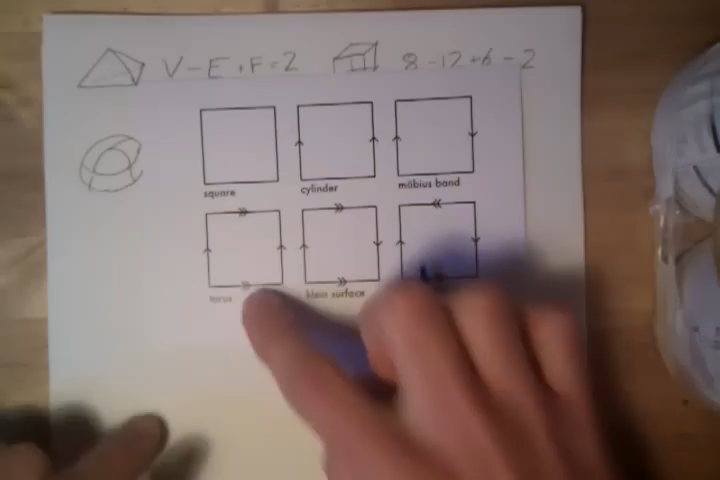 V - E + F = 2
8 - 12 + 6 - 2
square
cylinder
möbius band
torus
klein surface